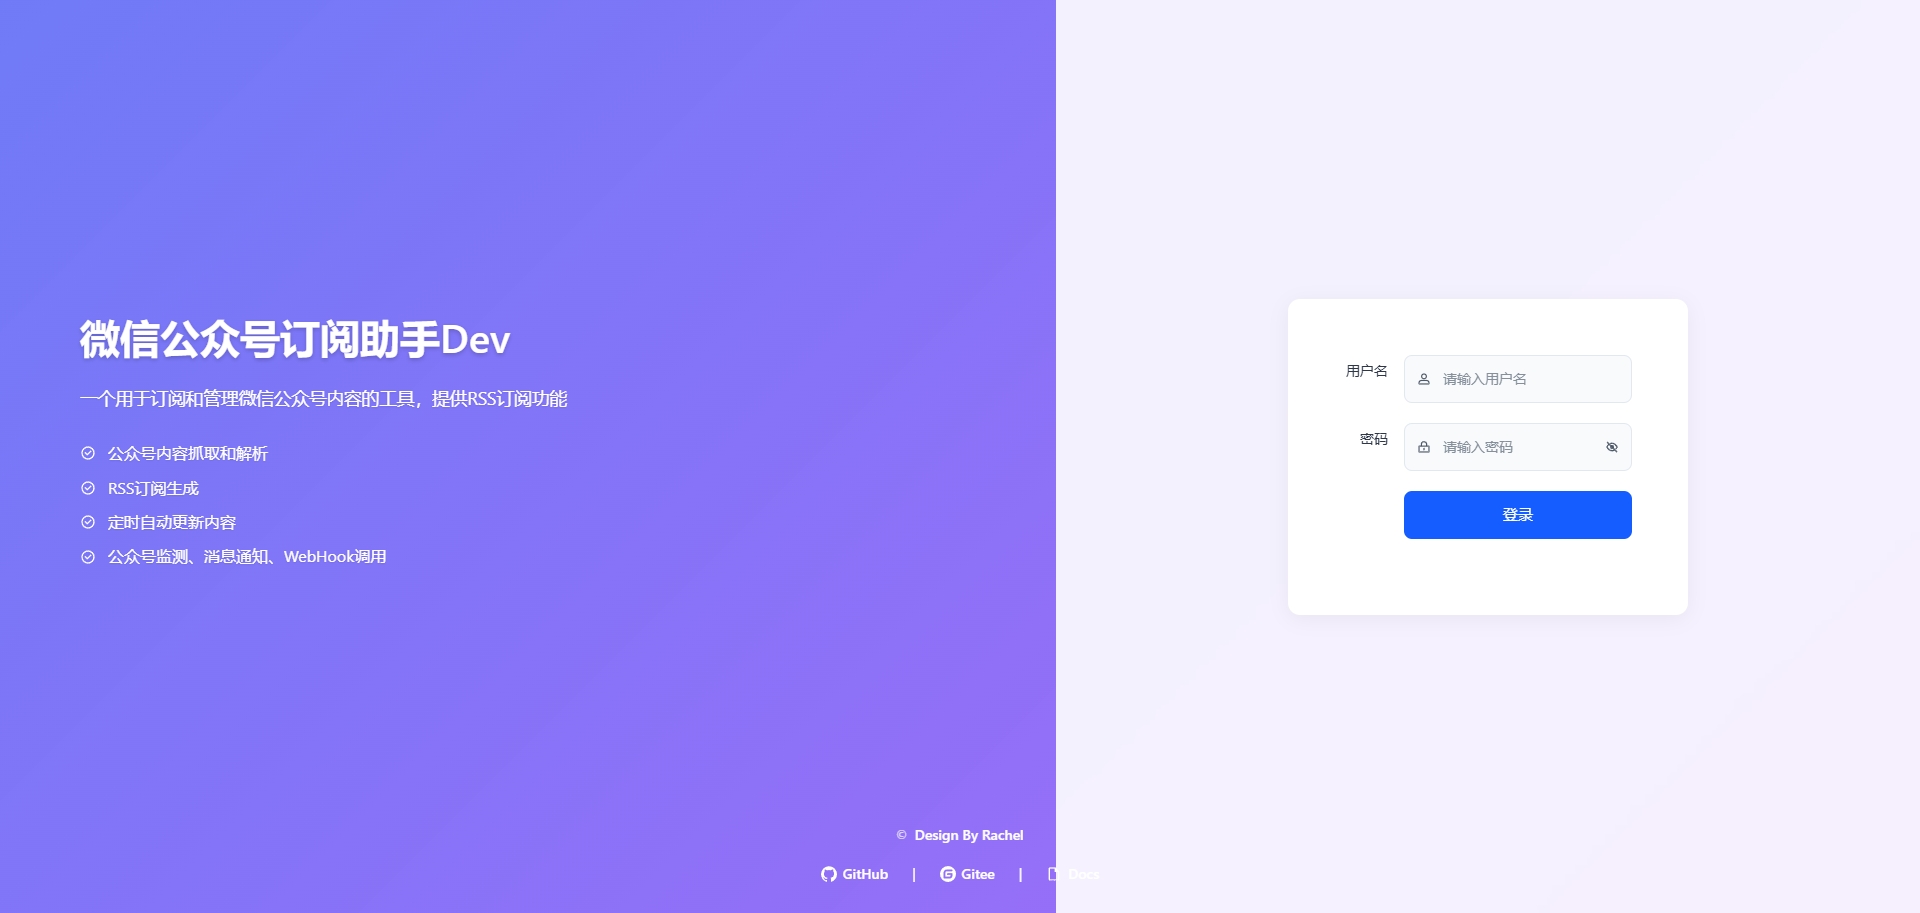 微信公众号订阅助手Dev
一个用于订阅和管理微信公众号内容的工具，提供RSS订阅功能
公众号内容抓取和解析
RSS订阅生成
定时自动更新内容
公众号监测、消息通知、WebHook调用
用户名 请输入用户名
密码 请输入密码
登录
© Design By Rachel
GitHub | Gitee | Docs